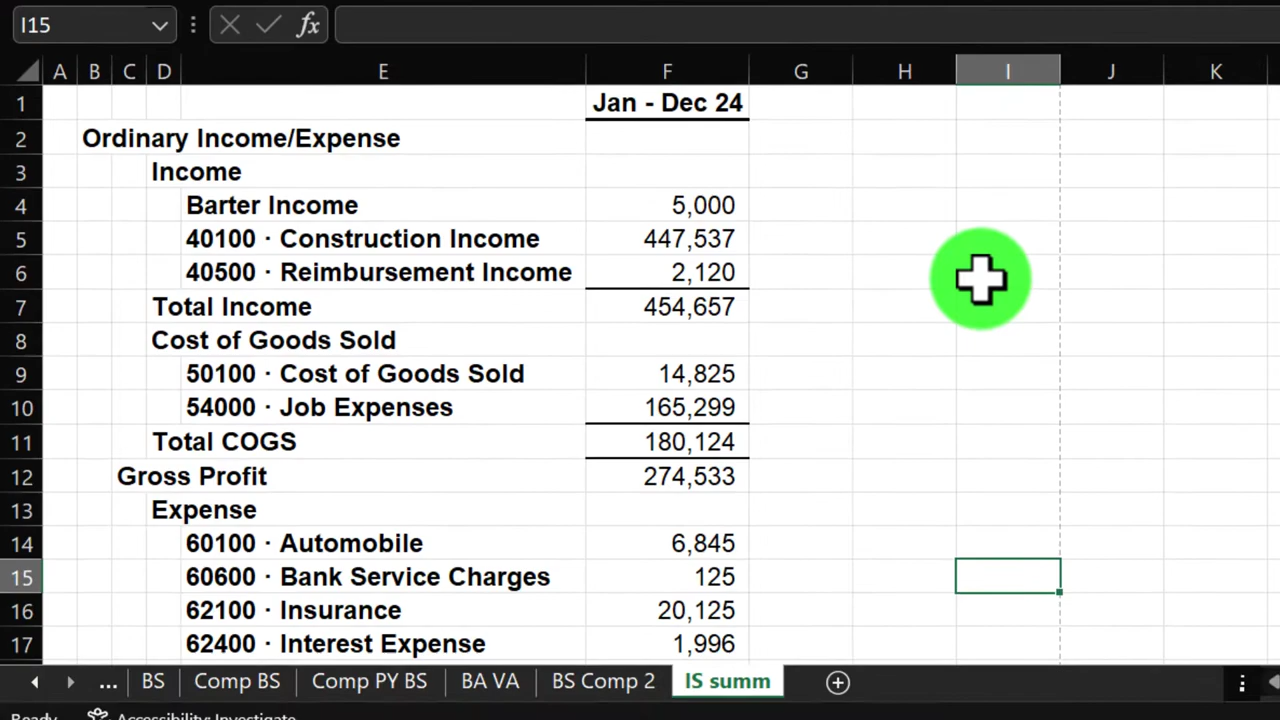 I15 fx
A B C D E F G H I J K
1 Jan - Dec 24
2 Ordinary Income/Expense
3 Income
4 Barter Income 5,000
5 40100 · Construction Income 447,537
6 40500 · Reimbursement Income 2,120
7 Total Income 454,657
8 Cost of Goods Sold
9 50100 · Cost of Goods Sold 14,825
10 54000 · Job Expenses 165,299
11 Total COGS 180,124
12 Gross Profit 274,533
13 Expense
14 60100 · Automobile 6,845
15 60600 · Bank Service Charges 125
16 62100 · Insurance 20,125
17 62400 · Interest Expense 1,996
... BS Comp BS Comp PY BS BA VA BS Comp 2 IS summ
Ready Accessibility: Investigate